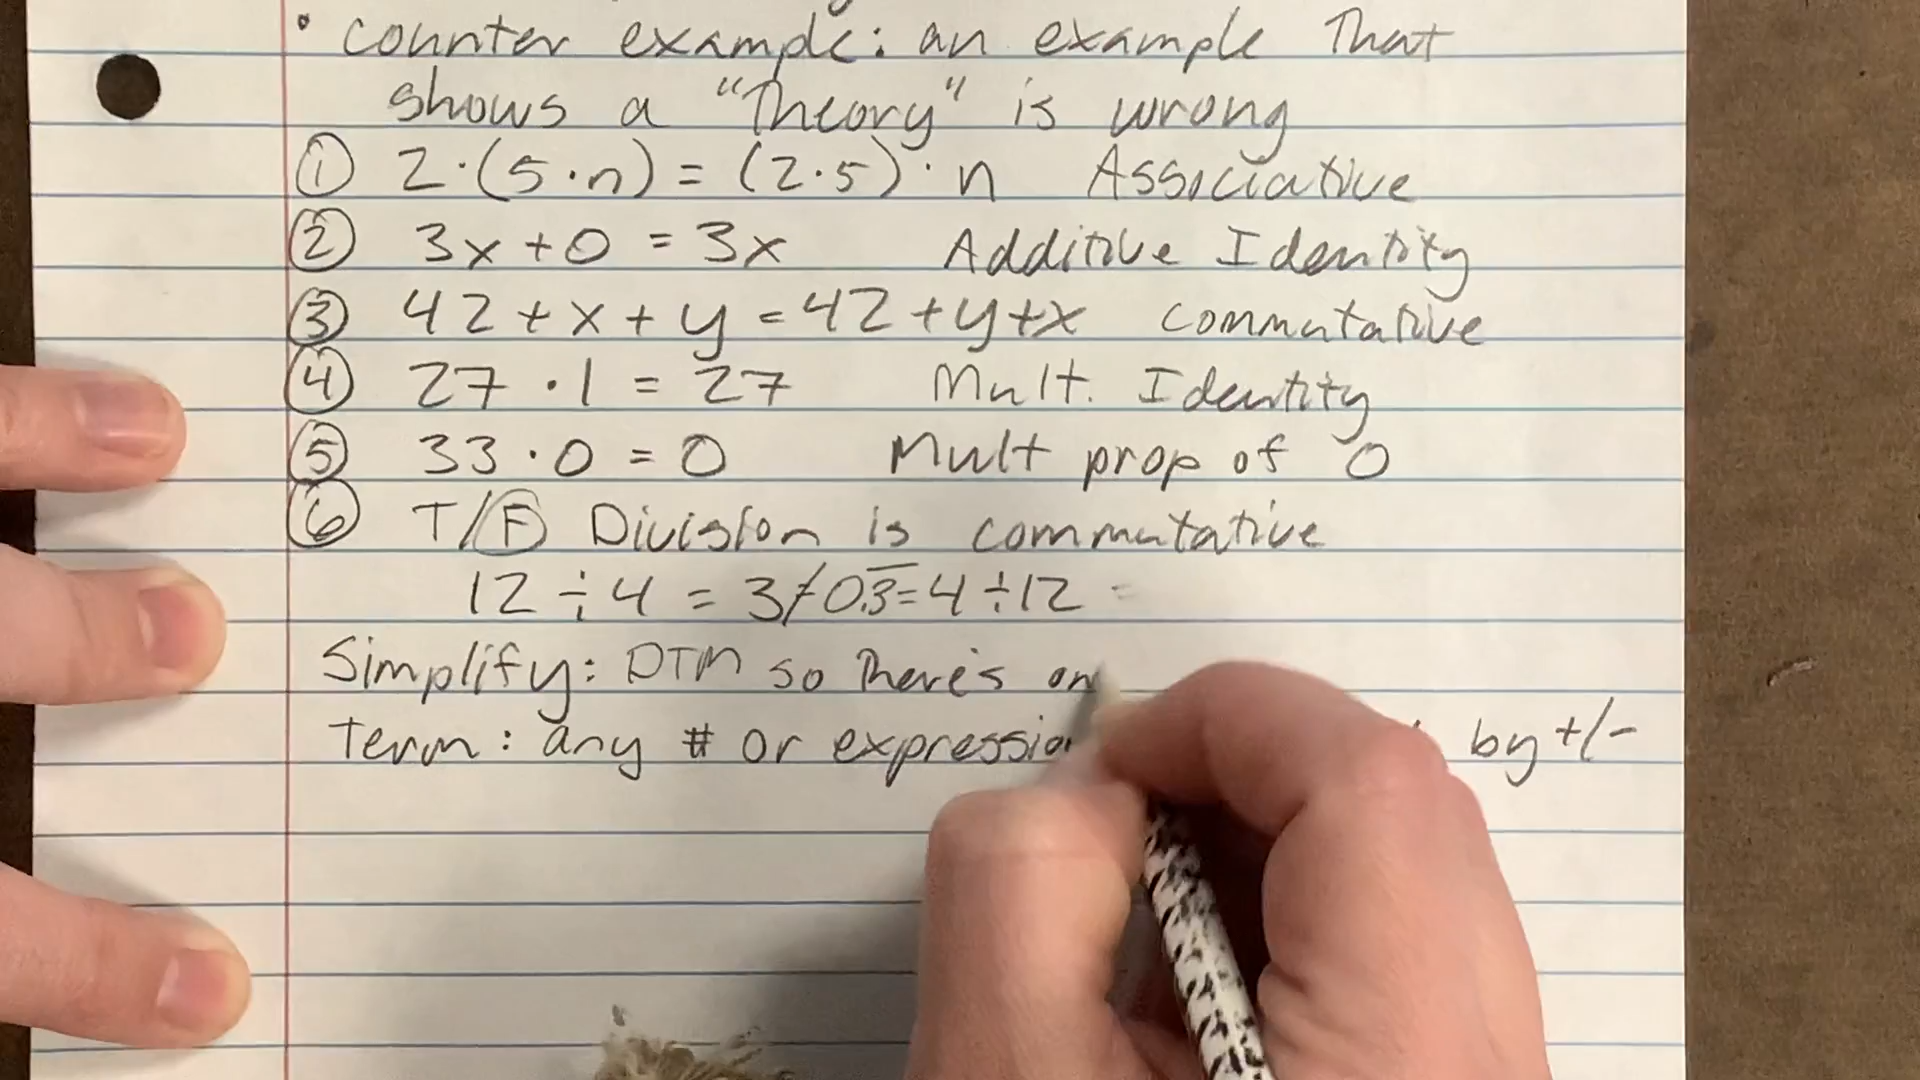 • counter example: an example that
shows a "theory" is wrong
① 2·(5·n) = (2·5)·n Associative
② 3x+0 = 3x Additive Identity
③ 42+x+y = 42+y+x commutative
④ 27·1 = 27 Mult. Identity
⑤ 33·0 = 0 Mult prop of 0
⑥ T/F Division is commutative
12÷4 = 3≠0.3̅=4÷12 =
Simplify: DTM so there's
Term: any # or by +/-